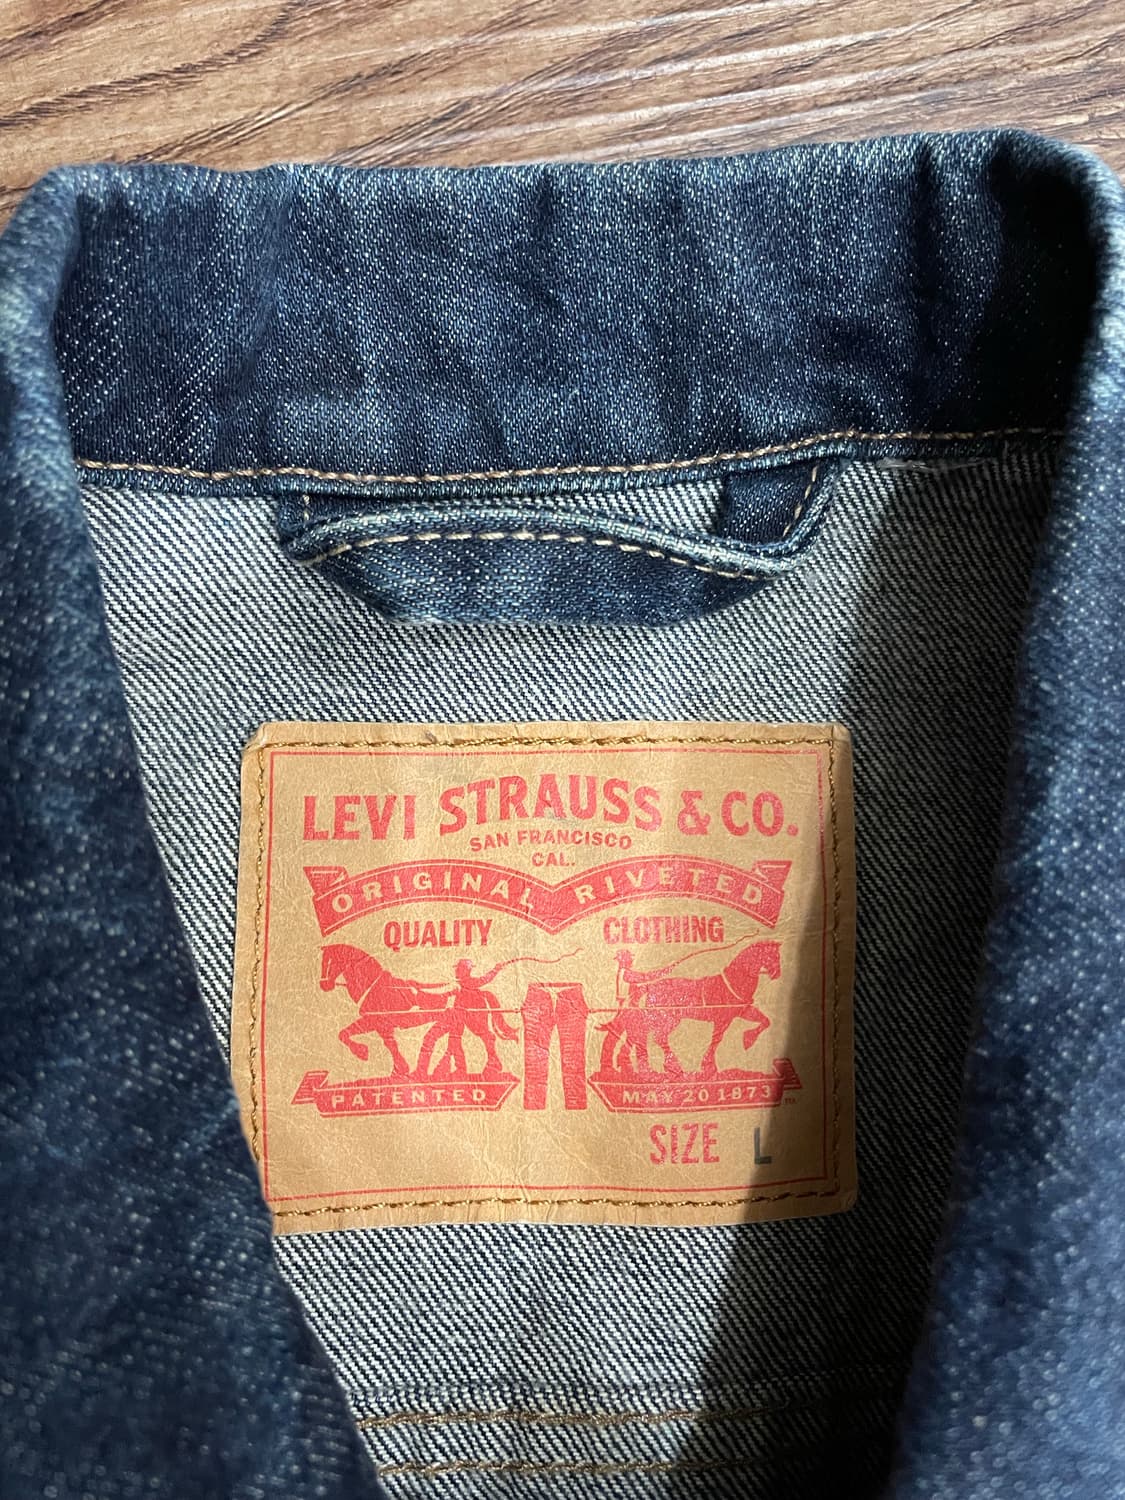 LEVI STRAUSS & CO.
SAN FRANCISCO
CAL.
ORIGINAL RIVETED
QUALITY CLOTHING
PATENTED MAY 20 1873
SIZE L